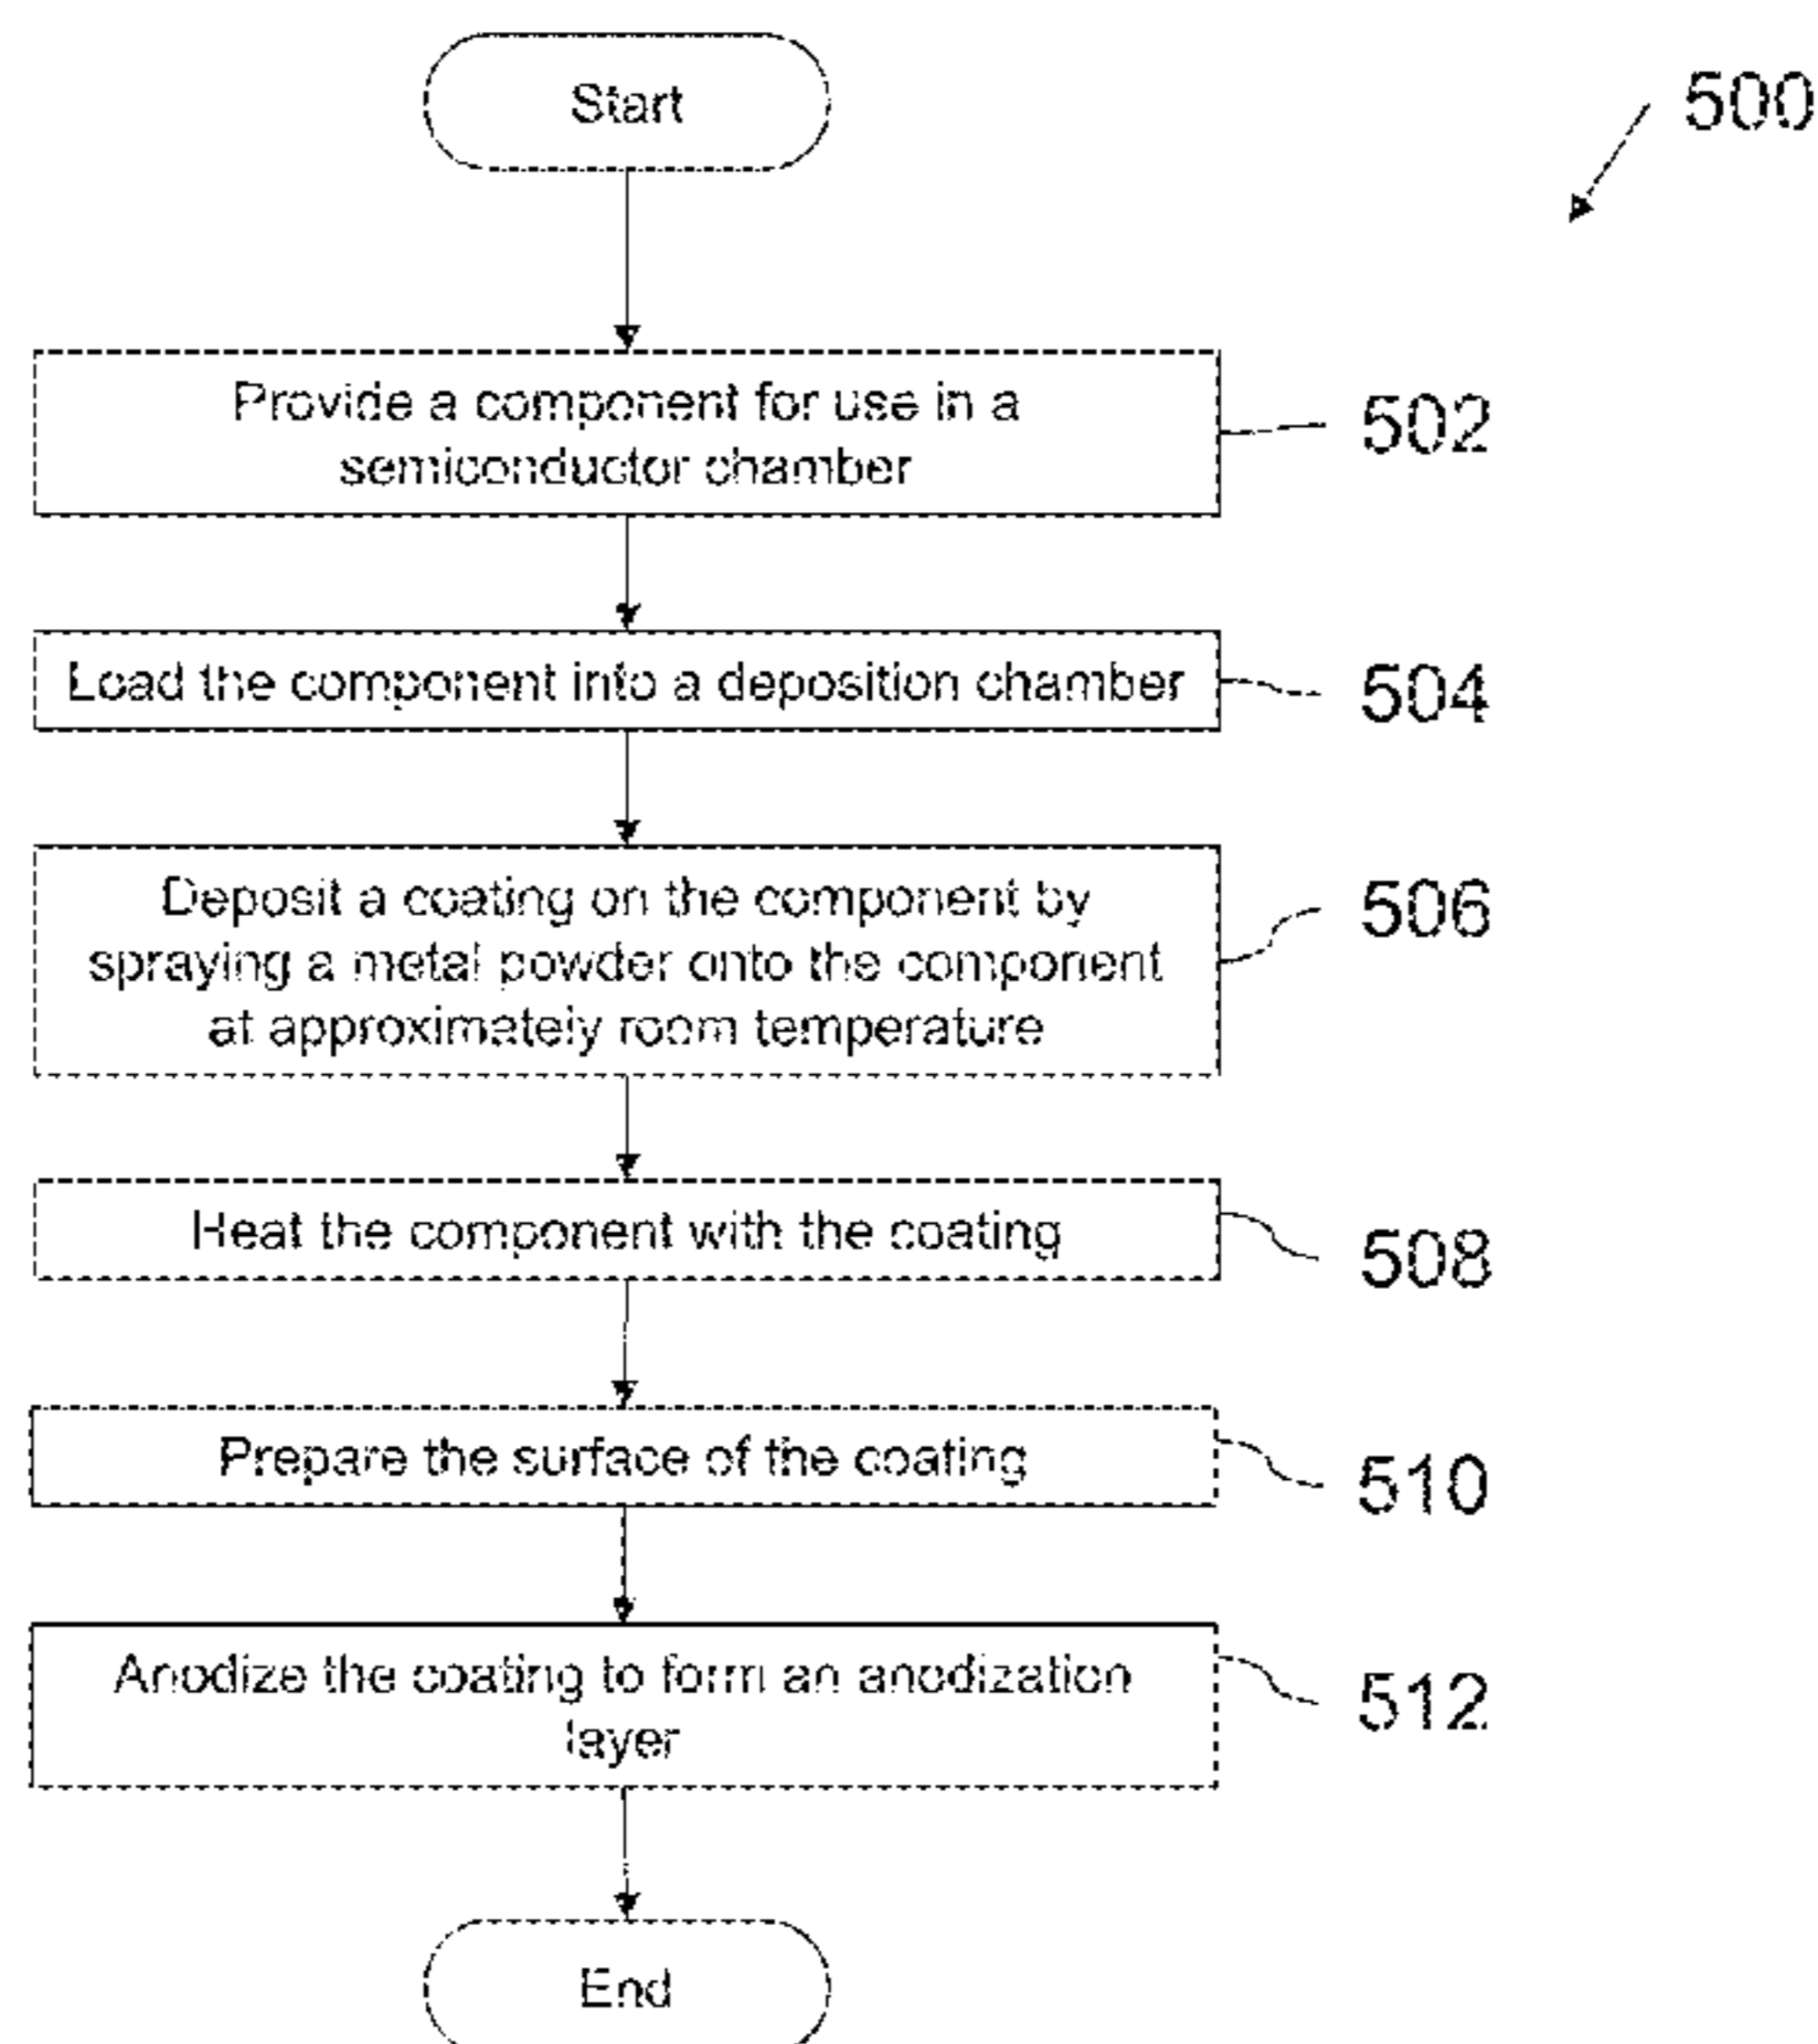 Start
500
Provide a component for use in a
semiconductor chamber
502
Load the component into a deposition chamber
504
Deposit a coating on the component by
spraying a metal powder onto the component
at approximately room temperature
506
Heat the component with the coating
508
Prepare the surface of the coating
510
Anodize the coating to form an anodization
layer
512
End